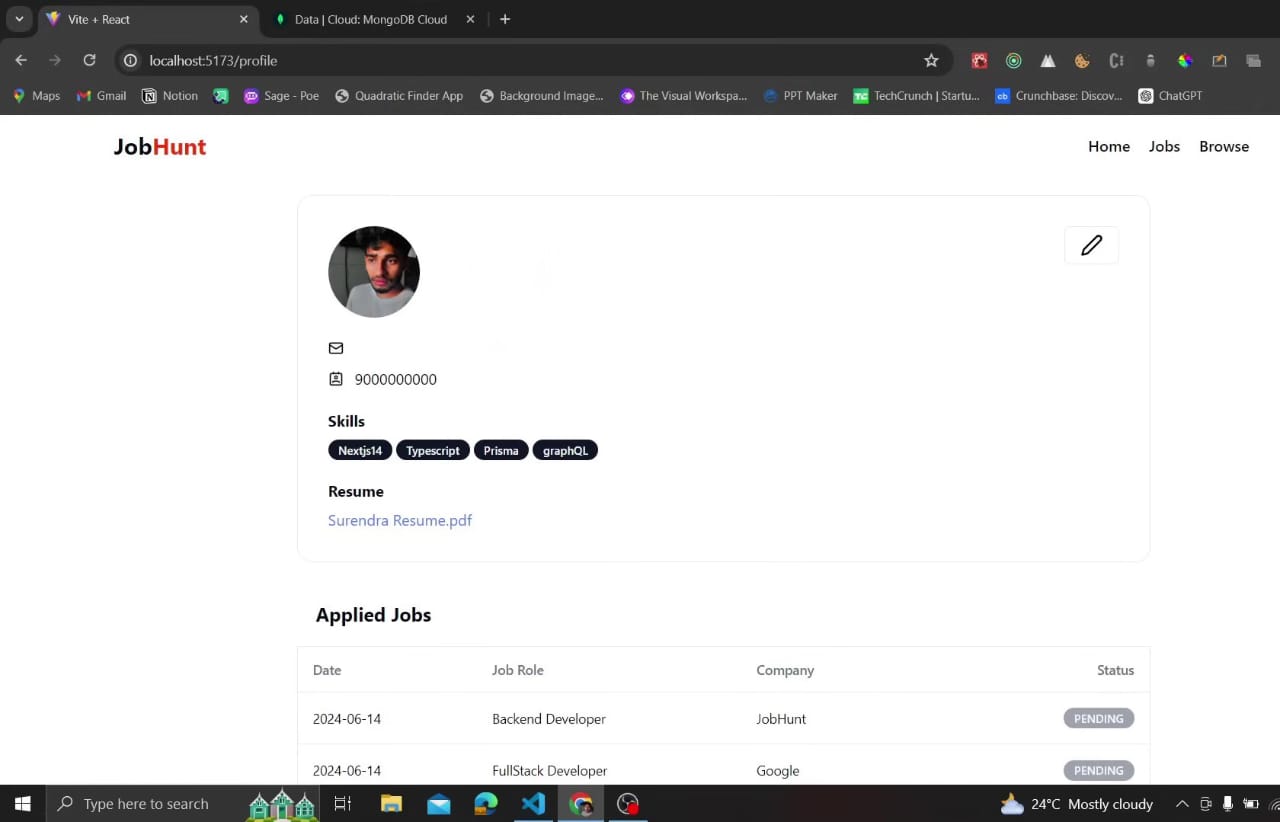 Vite + React
Data | Cloud: MongoDB Cloud
localhost:5173/profile
Maps Gmail Notion Sage - Poe Quadratic Finder App Background Image... The Visual Workspa... PPT Maker TechCrunch | Startu... Crunchbase: Discov... ChatGPT
JobHunt Home Jobs Browse
9000000000
Skills
Nextjs14 Typescript Prisma graphQL
Resume
Surendra Resume.pdf
Applied Jobs
Date Job Role Company Status
2024-06-14 Backend Developer JobHunt PENDING
2024-06-14 FullStack Developer Google PENDING
Type here to search 24°C Mostly cloudy